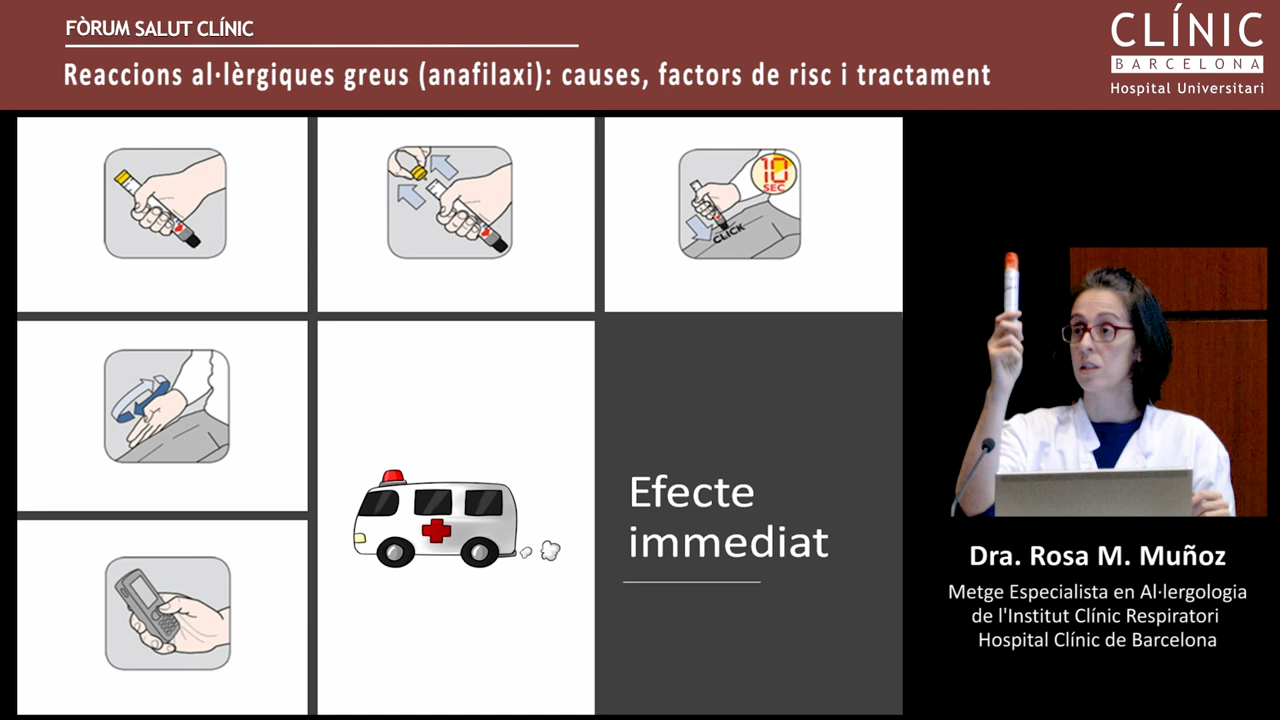 FÒRUM SALUT CLÍNIC
Reaccions al·lèrgiques greus (anafilaxi): causes, factors de risc i tractament
CLÍNIC
BARCELONA
Hospital Universitari
10
SEC
CLICK
Efecte
immediat
Dra. Rosa M. Muñoz
Metge Especialista en Al·lergologia
de l'Institut Clínic Respiratori
Hospital Clínic de Barcelona